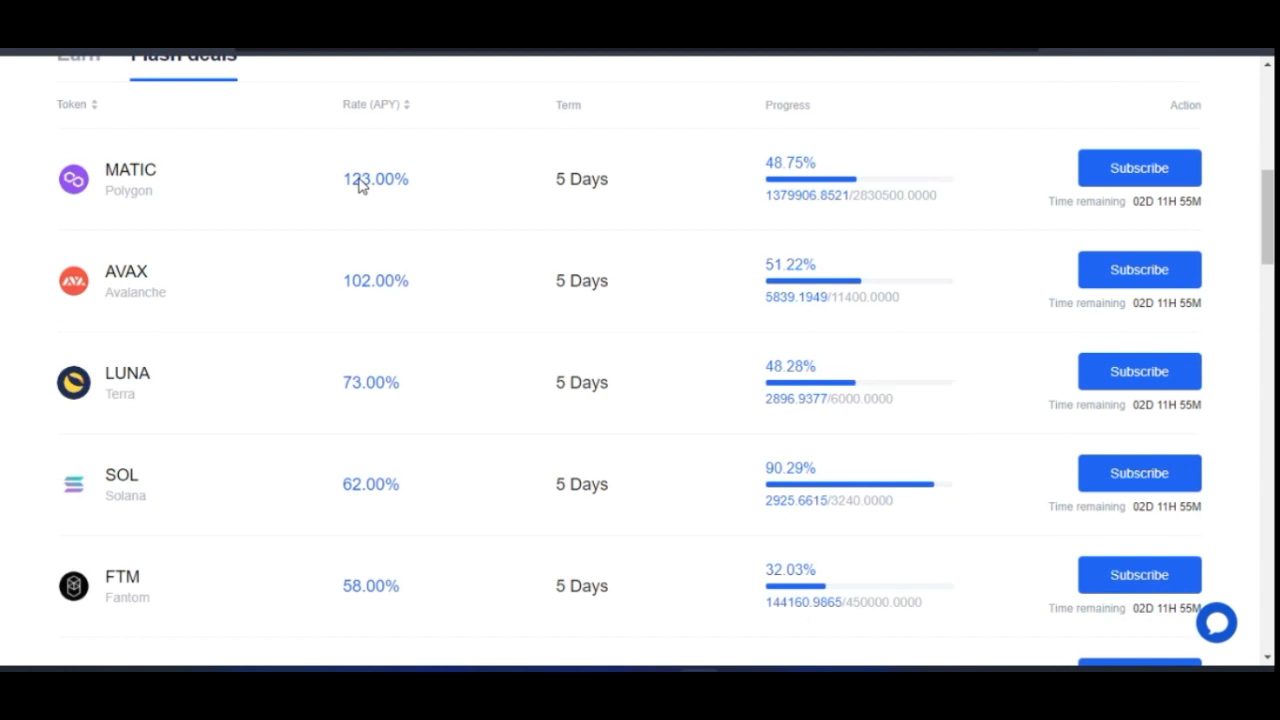 Earn Flash deals
Token Rate (APY) Term Progress Action
MATIC
Polygon
123.00%
5 Days
48.75%
1379906.8521/2830500.0000
Subscribe
Time remaining 02D 11H 55M
AVAX
Avalanche
102.00%
5 Days
51.22%
5839.1949/11400.0000
Subscribe
Time remaining 02D 11H 55M
LUNA
Terra
73.00%
5 Days
48.28%
2896.9377/6000.0000
Subscribe
Time remaining 02D 11H 55M
SOL
Solana
62.00%
5 Days
90.29%
2925.6615/3240.0000
Subscribe
Time remaining 02D 11H 55M
FTM
Fantom
58.00%
5 Days
32.03%
144160.9865/450000.0000
Subscribe
Time remaining 02D 11H 55M